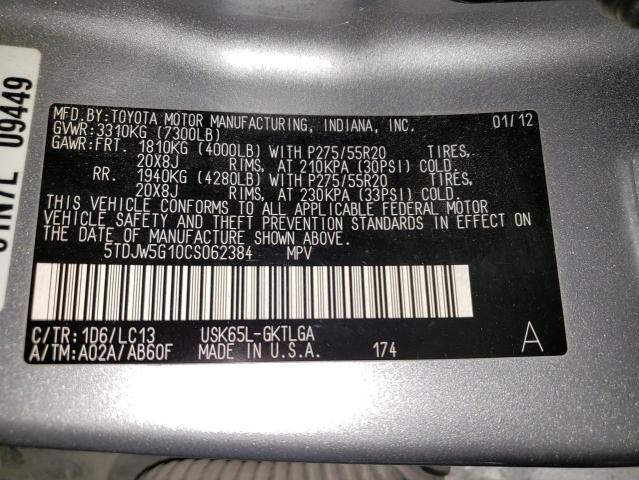 MFD.BY:TOYOTA MOTOR MANUFACTURING, INDIANA, INC. 01/12
GVWR:3310KG (7300LB)
GAWR:FRT. 1810KG (4000LB) WITH P275/55R20 TIRES,
20X8J RIMS, AT 210KPA (30PSI) COLD
RR. 1940KG (4280LB) WITH P275/55R20 TIRES,
20X8J RIMS, AT 230KPA (33PSI) COLD
THIS VEHICLE CONFORMS TO ALL APPLICABLE FEDERAL MOTOR
VEHICLE SAFETY AND THEFT PREVENTION STANDARDS IN EFFECT ON
THE DATE OF MANUFACTURE SHOWN ABOVE.
5TDJW5G10CS062384 MPV
C/TR:1D6/LC13 USK65L-GKTLGA
A/TM:A02A/AB60F MADE IN U.S.A. 174 A
09449